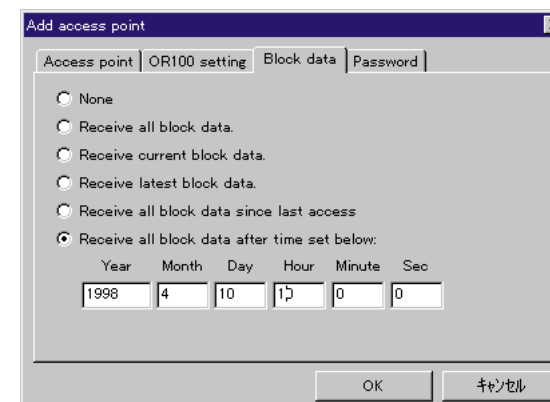 Add access point
Access point OR100 setting Block data Password
None
Receive all block data.
Receive current block data.
Receive latest block data.
Receive all block data since last access
Receive all block data after time set below:
Year Month Day Hour Minute Sec
1998 4 10 0 0
OK キャンセル